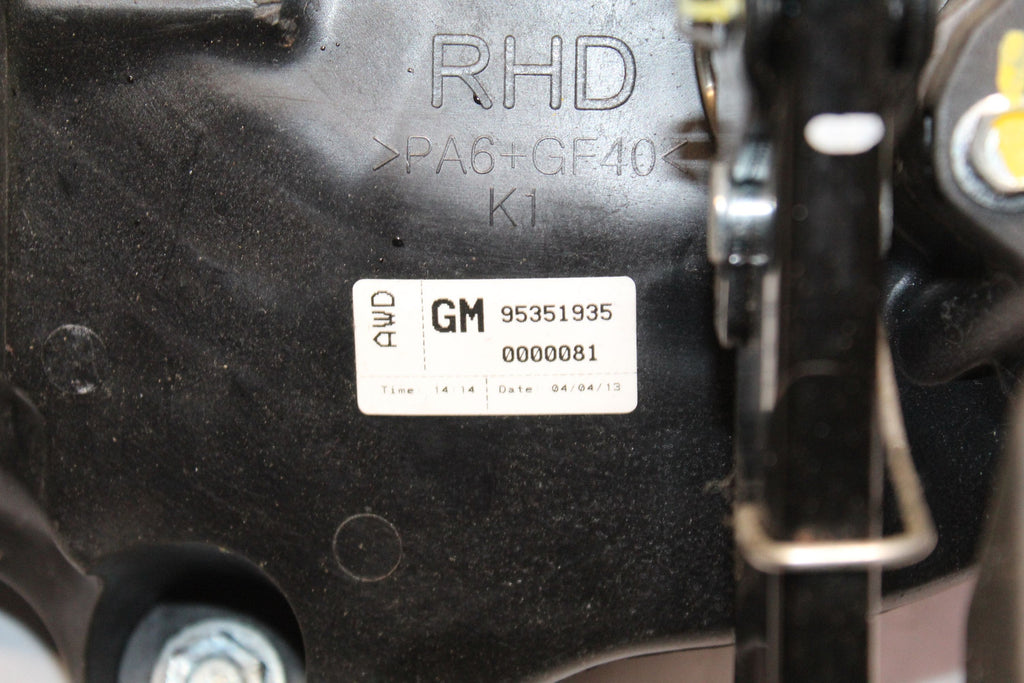 RHD
>PA6+GF40<
K1
AWD
GM 95351935
0000081
Time 14:14 Date 04/04/13